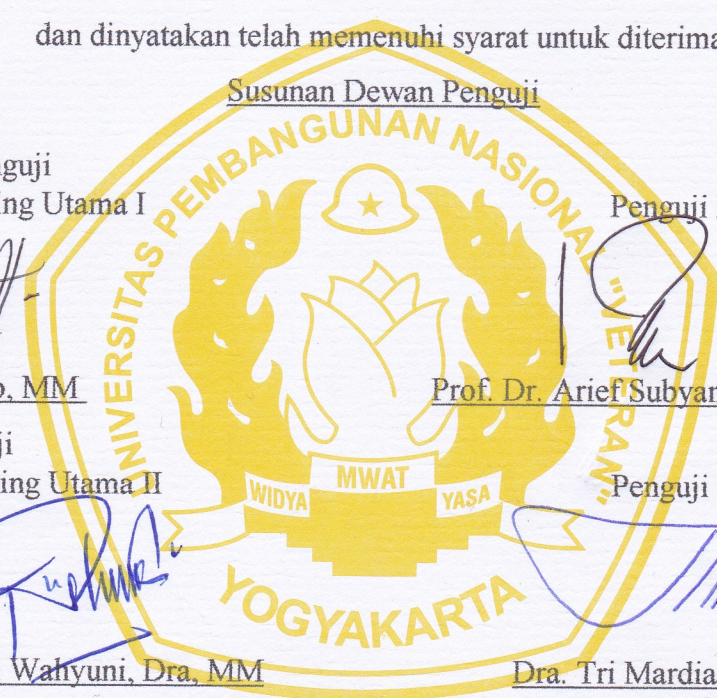 dan dinyatakan telah memenuhi syarat untuk diterima
Susunan Dewan Penguji
nguji
ing Utama I
Penguji
UNIVERSITAS PEMBANGUNAN NASIONAL "VETERAN"
, MM
Prof. Dr. Arief Subyan
ji
ing Utama II
Penguji
WIDYA MWAT YASA
YOGYAKARTA
Wahyuni, Dra, MM
Dra. Tri Mardia